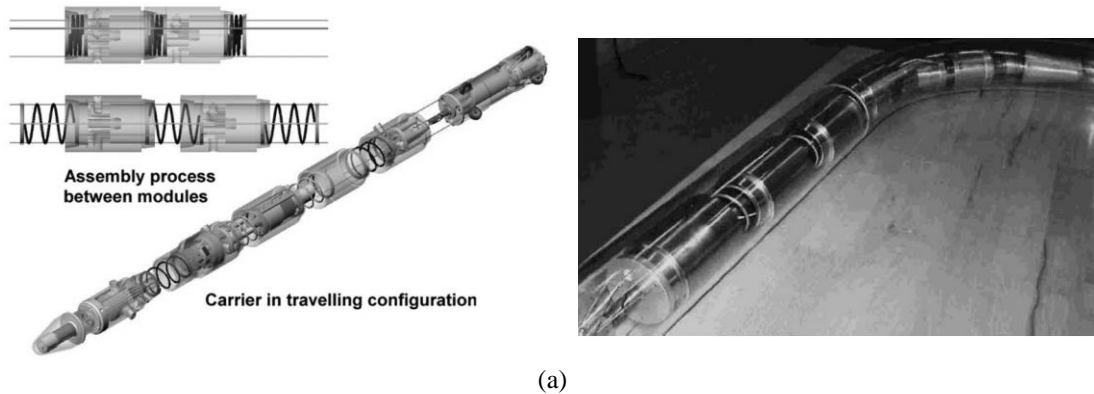 Assembly process
between modules
Carrier in travelling configuration
(a)